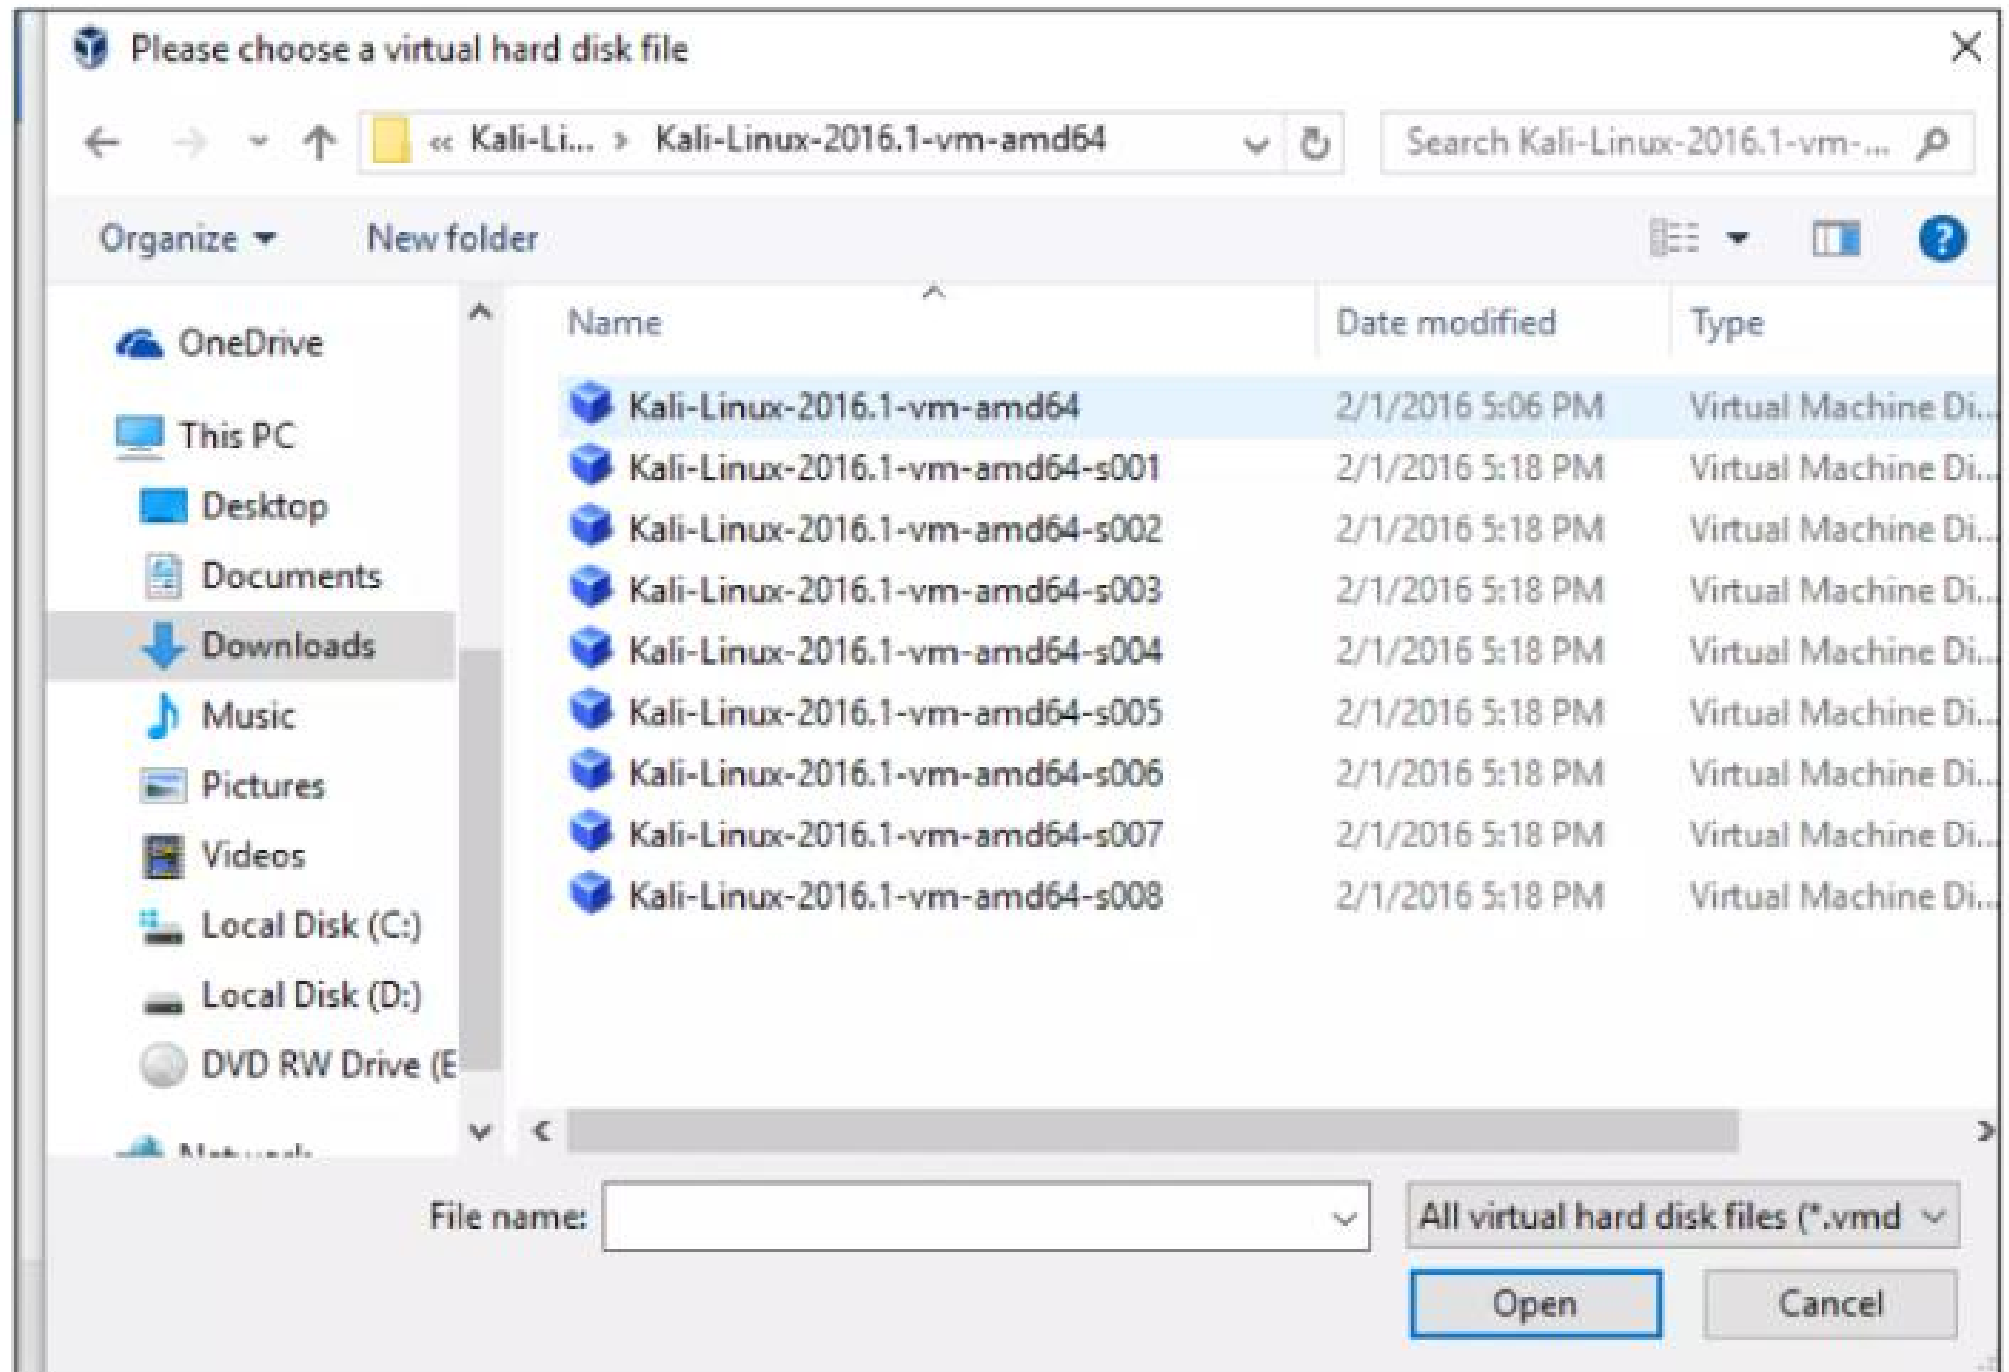 Please choose a virtual hard disk file
« Kali-Li... › Kali-Linux-2016.1-vm-amd64
Search Kali-Linux-2016.1-vm-...
Organize
New folder
OneDrive
This PC
Desktop
Documents
Downloads
Music
Pictures
Videos
Local Disk (C:)
Local Disk (D:)
DVD RW Drive (E
Network
Name Date modified Type
Kali-Linux-2016.1-vm-amd64 2/1/2016 5:06 PM Virtual Machine Di...
Kali-Linux-2016.1-vm-amd64-s001 2/1/2016 5:18 PM Virtual Machine Di...
Kali-Linux-2016.1-vm-amd64-s002 2/1/2016 5:18 PM Virtual Machine Di...
Kali-Linux-2016.1-vm-amd64-s003 2/1/2016 5:18 PM Virtual Machine Di...
Kali-Linux-2016.1-vm-amd64-s004 2/1/2016 5:18 PM Virtual Machine Di...
Kali-Linux-2016.1-vm-amd64-s005 2/1/2016 5:18 PM Virtual Machine Di...
Kali-Linux-2016.1-vm-amd64-s006 2/1/2016 5:18 PM Virtual Machine Di...
Kali-Linux-2016.1-vm-amd64-s007 2/1/2016 5:18 PM Virtual Machine Di...
Kali-Linux-2016.1-vm-amd64-s008 2/1/2016 5:18 PM Virtual Machine Di...
File name:
All virtual hard disk files (*.vmd
Open
Cancel